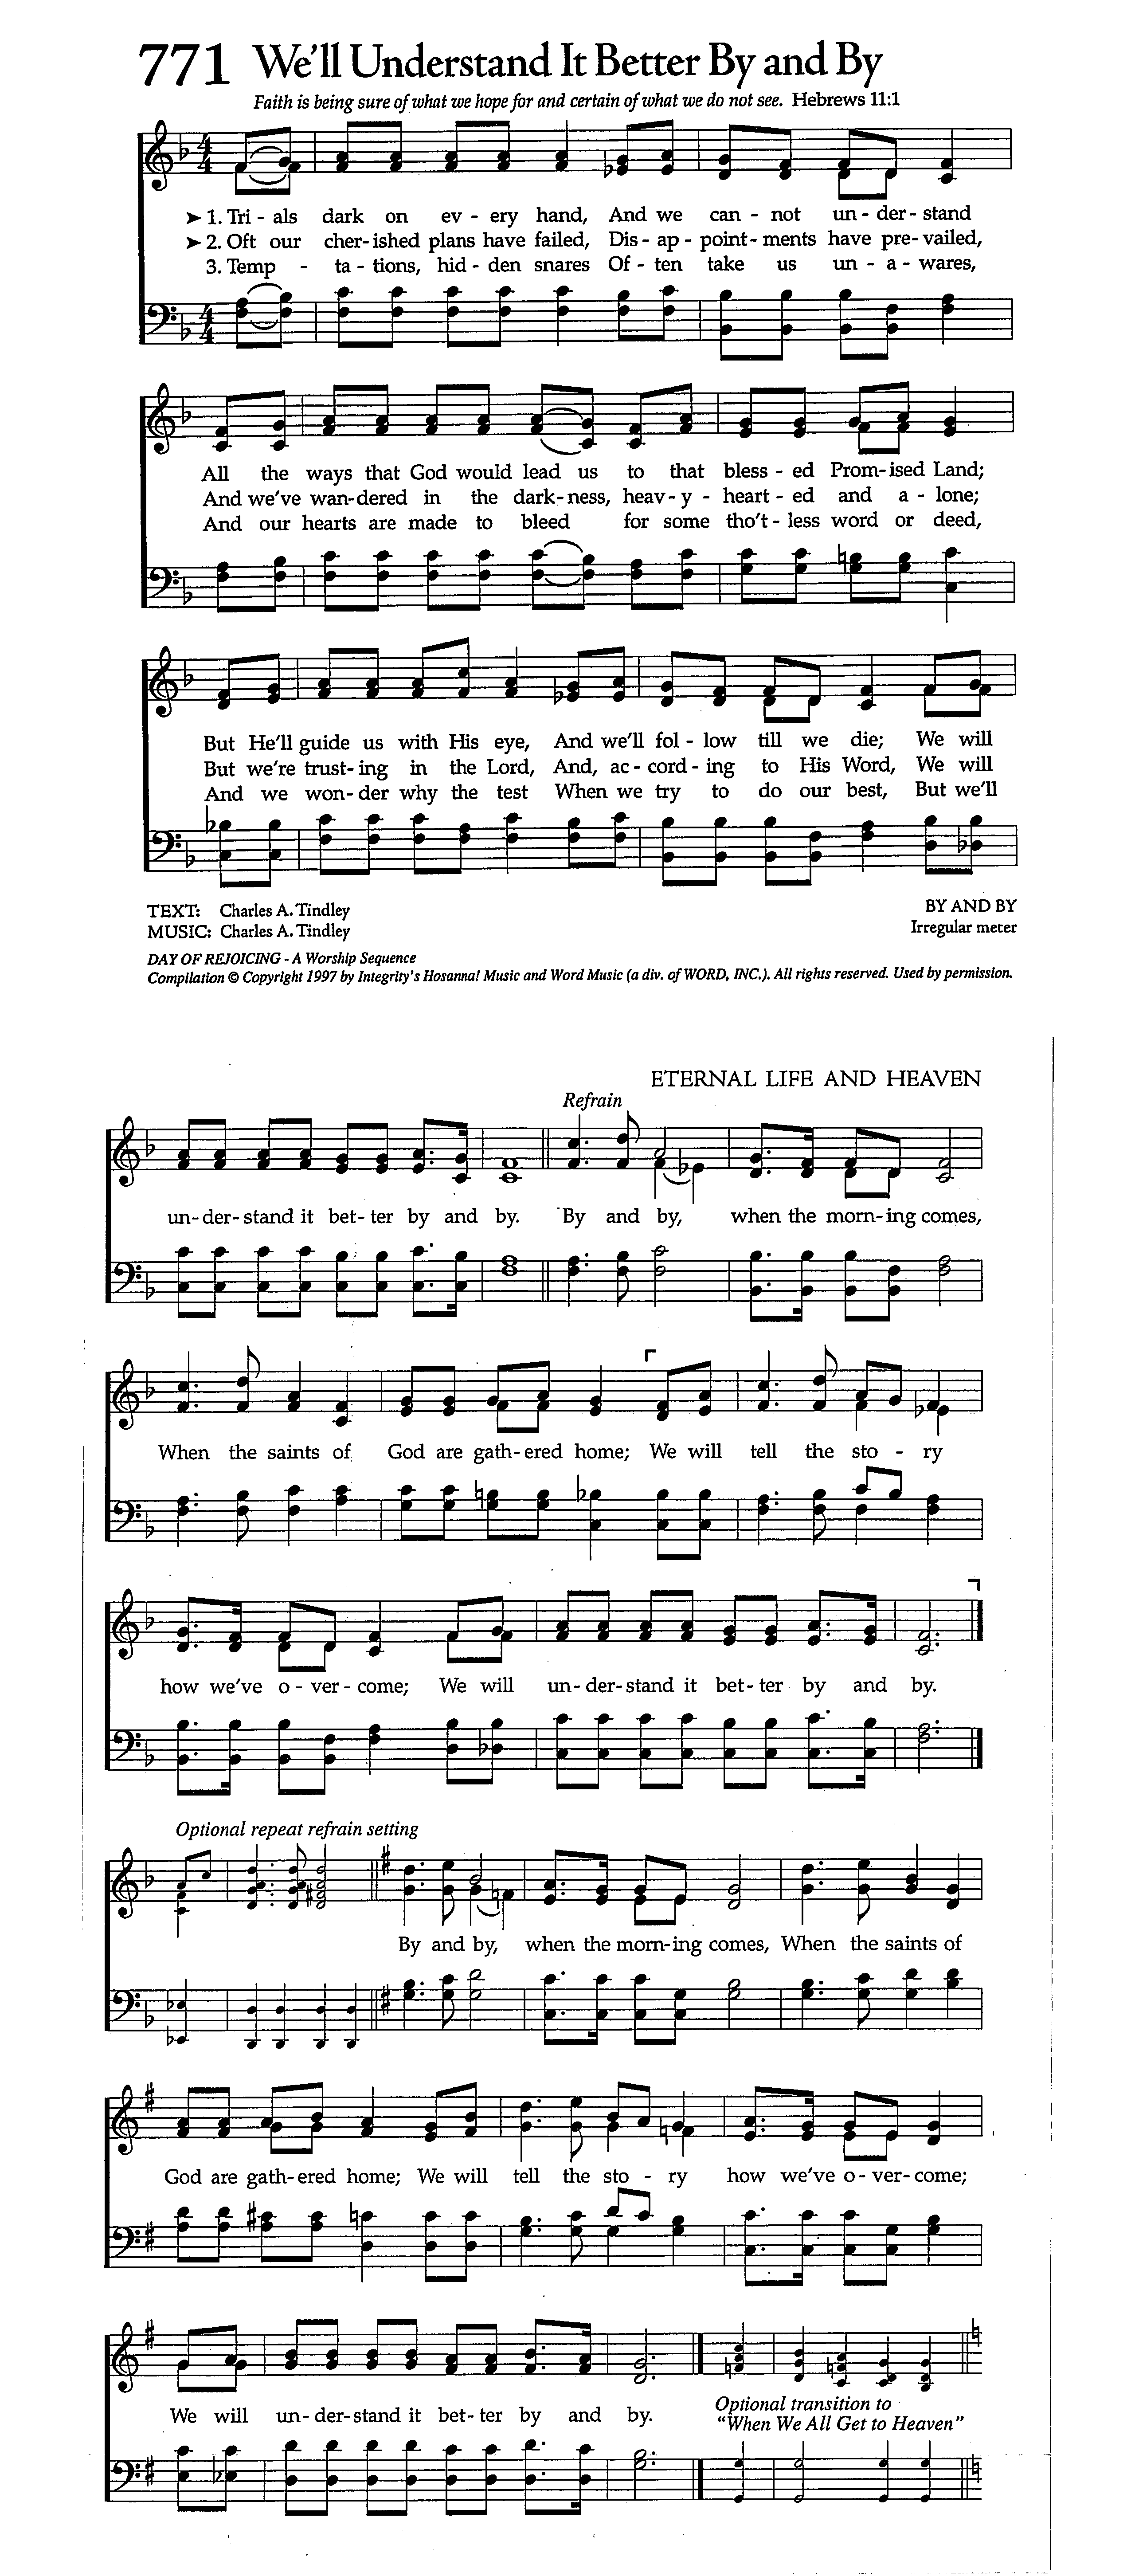 771 We'll Understand It Better By and By
Faith is being sure of what we hope for and certain of what we do not see. Hebrews 11:1
➤ 1. Tri - als dark on ev - ery hand, And we can - not un - der - stand
➤ 2. Oft our cher - ished plans have failed, Dis - ap - point - ments have pre - vailed,
3. Temp - ta - tions, hid - den snares Of - ten take us un - a - wares,
All the ways that God would lead us to that bless - ed Prom - ised Land;
And we've wan - dered in the dark - ness, heav - y - heart - ed and a - lone;
And our hearts are made to bleed for some tho't - less word or deed,
But He'll guide us with His eye, And we'll fol - low till we die; We will
But we're trust - ing in the Lord, And, ac - cord - ing to His Word, We will
And we won - der why the test When we try to do our best, But we'll
TEXT: Charles A. Tindley BY AND BY
MUSIC: Charles A. Tindley Irregular meter
DAY OF REJOICING - A Worship Sequence
Compilation © Copyright 1997 by Integrity's Hosanna! Music and Word Music (a div. of WORD, INC.). All rights reserved. Used by permission.
ETERNAL LIFE AND HEAVEN
Refrain
un - der - stand it bet - ter by and by. By and by, when the morn - ing comes,
When the saints of God are gath - ered home; We will tell the sto - ry
how we've o - ver - come; We will un - der - stand it bet - ter by and by.
Optional repeat refrain setting
By and by, when the morn - ing comes, When the saints of
God are gath - ered home; We will tell the sto - ry how we've o - ver - come;
We will un - der - stand it bet - ter by and by.
Optional transition to
"When We All Get to Heaven"